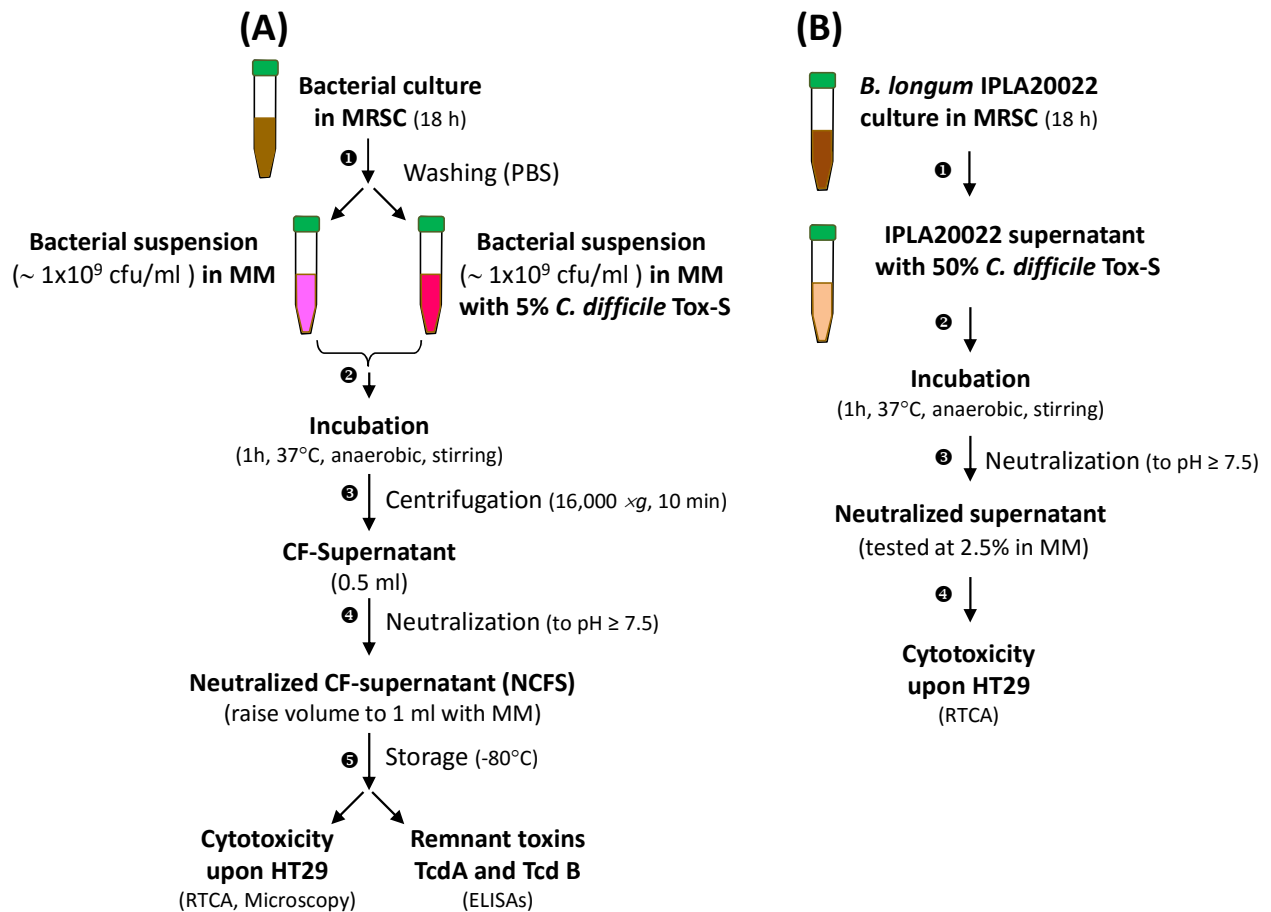 (A)
Bacterial culture
in MRSC (18 h)
❶
Washing (PBS)
Bacterial suspension
(~ 1x10⁹ cfu/ml ) in MM
Bacterial suspension
(~ 1x10⁹ cfu/ml ) in MM
with 5% C. difficile Tox-S
❷
Incubation
(1h, 37°C, anaerobic, stirring)
❸
Centrifugation (16,000 ×g, 10 min)
CF-Supernatant
(0.5 ml)
❹
Neutralization (to pH ≥ 7.5)
Neutralized CF-supernatant (NCFS)
(raise volume to 1 ml with MM)
❺
Storage (-80°C)
Cytotoxicity
upon HT29
(RTCA, Microscopy)
Remnant toxins
TcdA and Tcd B
(ELISAs)
(B)
B. longum IPLA20022
culture in MRSC (18 h)
❶
IPLA20022 supernatant
with 50% C. difficile Tox-S
❷
Incubation
(1h, 37°C, anaerobic, stirring)
❸
Neutralization (to pH ≥ 7.5)
Neutralized supernatant
(tested at 2.5% in MM)
❹
Cytotoxicity
upon HT29
(RTCA)